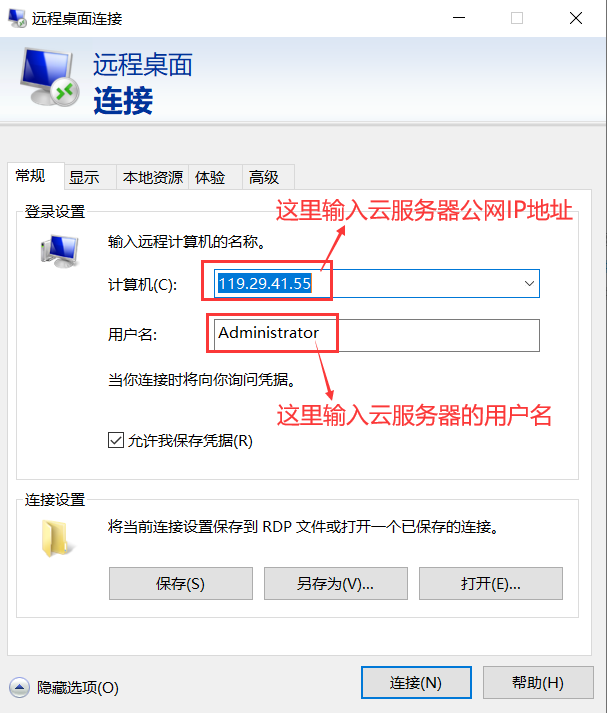 远程桌面连接
远程桌面
连接
常规 显示 本地资源 体验 高级
登录设置
这里输入云服务器公网IP地址
输入远程计算机的名称。
计算机(C): 119.29.41.55
用户名: Administrator
当你连接时将向你询问凭据。
这里输入云服务器的用户名
允许我保存凭据(R)
连接设置
将当前连接设置保存到 RDP 文件或打开一个已保存的连接。
保存(S) 另存为(V)... 打开(E)...
隐藏选项(O) 连接(N) 帮助(H)